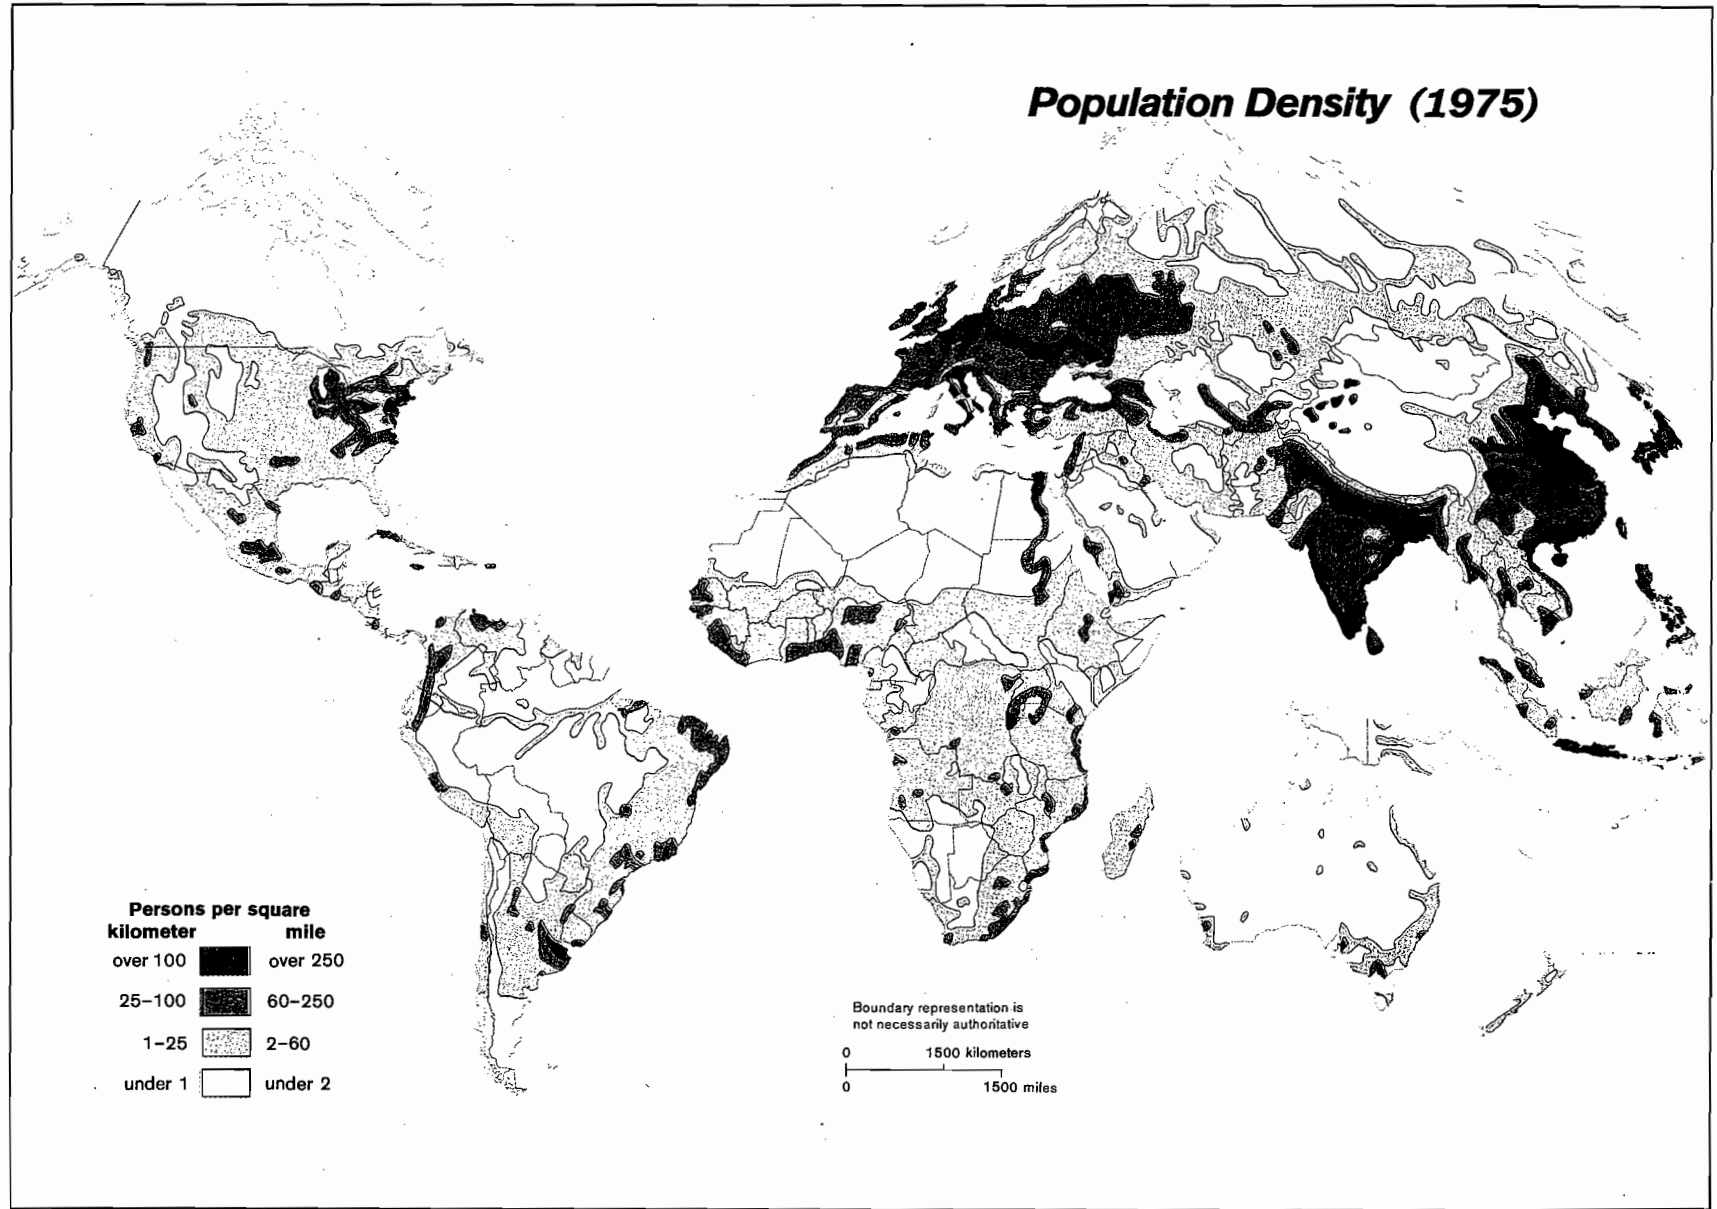 Population Density (1975)
Persons per square
kilometer mile
over 100 over 250
25–100 60–250
1–25 2–60
under 1 under 2
Boundary representation is
not necessarily authoritative
0 1500 kilometers
0 1500 miles